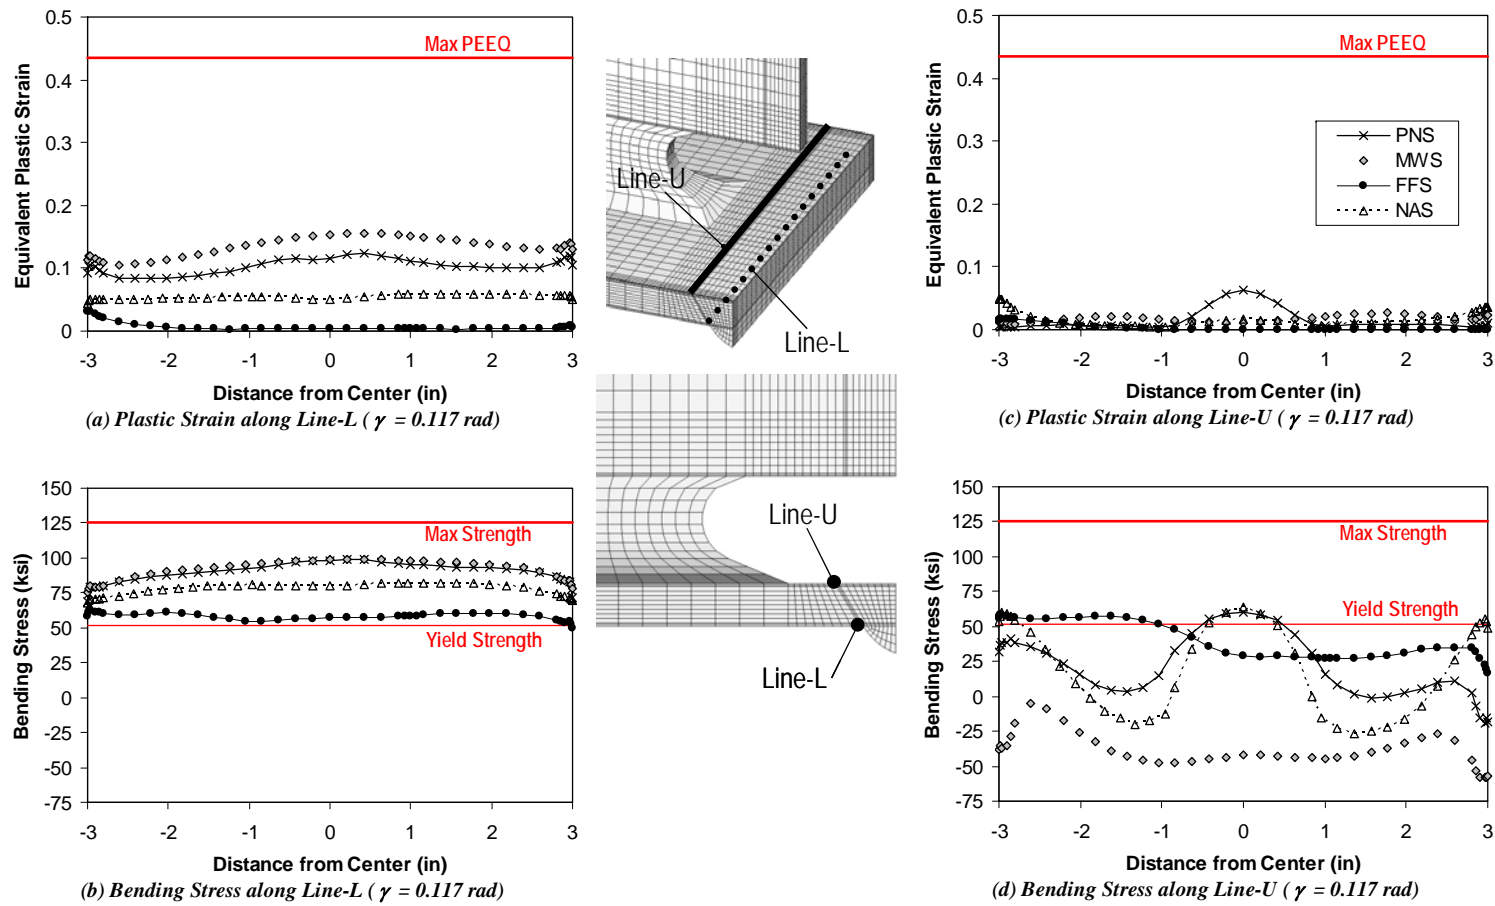 0.5
0.4
0.3
0.2
0.1
0
Equivalent Plastic Strain
Max PEEQ
-3 -2 -1 0 1 2 3
Distance from Center (in)
(a) Plastic Strain along Line-L ( γ = 0.117 rad)
Line-U
Line-L
0.5
0.4
0.3
0.2
0.1
0
Equivalent Plastic Strain
Max PEEQ
PNS
MWS
FFS
NAS
-3 -2 -1 0 1 2 3
Distance from Center (in)
(c) Plastic Strain along Line-U ( γ = 0.117 rad)
150
125
100
75
50
25
0
-25
-50
-75
Bending Stress (ksi)
Max Strength
Yield Strength
-3 -2 -1 0 1 2 3
Distance from Center (in)
(b) Bending Stress along Line-L ( γ = 0.117 rad)
Line-U
Line-L
150
125
100
75
50
25
0
-25
-50
-75
Bending Stress (ksi)
Max Strength
Yield Strength
-3 -2 -1 0 1 2 3
Distance from Center (in)
(d) Bending Stress along Line-U ( γ = 0.117 rad)